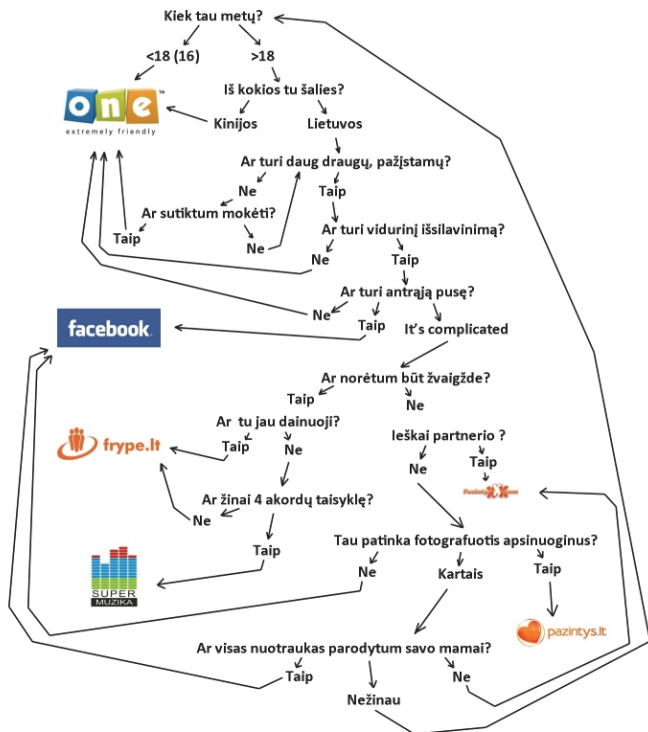 Kiek tau metų?
<18 (16)
>18
Iš kokios tu šalies?
one™
extremely friendly
Kinijos
Lietuvos
Ar turi daug draugų, pažįstamų?
Ne
Taip
Ar sutiktum mokėti?
Taip
Ne
Ar turi vidurinį išsilavinimą?
Ne
Taip
Ar turi antrąją pusę?
Ne
Taip
It's complicated
facebook
Ar norėtum būt žvaigžde?
Taip
Ne
Ar tu jau dainuoji?
Ieškai partnerio ?
frype.lt
Taip
Ne
Ne
Taip
Ar žinai 4 akordų taisyklę?
Ne
Taip
Tau patinka fotografuotis apsinuoginus?
Ne
Kartais
Taip
SUPER
MUZIKA
pazintys.lt
Ar visas nuotraukas parodytum savo mamai?
Taip
Ne
Nežinau